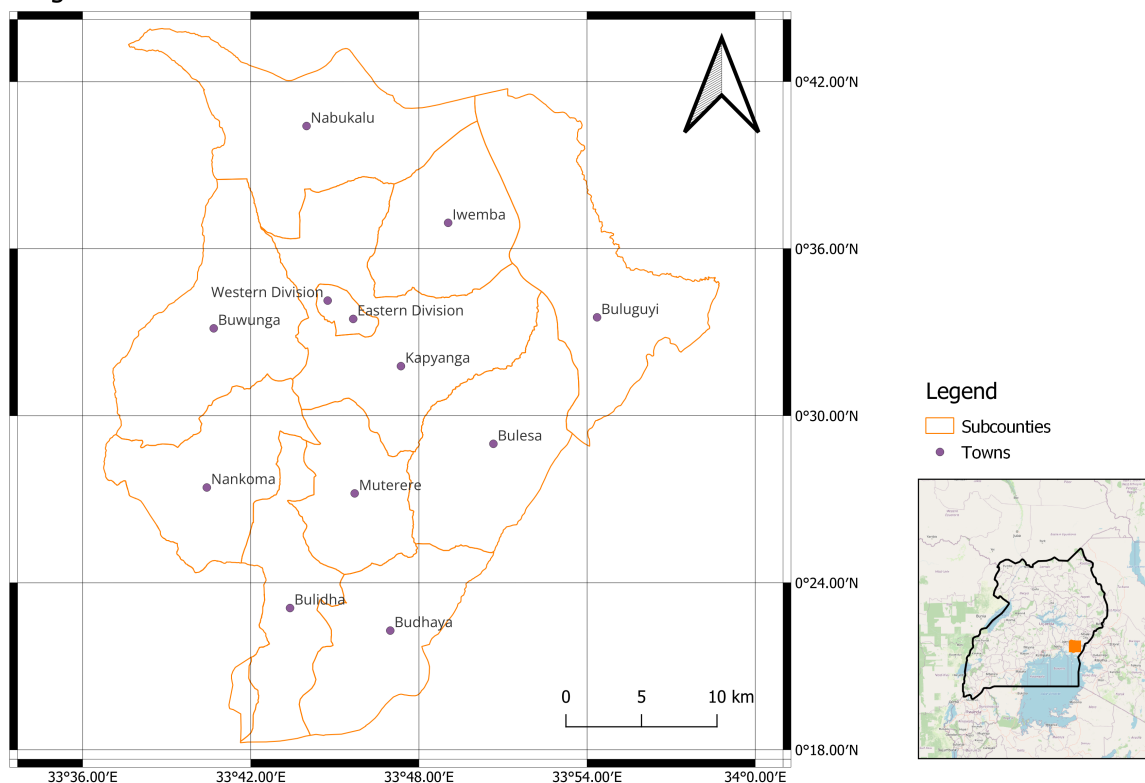 0°42.00′N
Nabukalu
Iwemba
0°36.00′N
Western Division
Eastern Division
Buluguyi
Buwunga
Kapyanga
Legend
0°30.00′N
Subcounties
Bulesa
Towns
Nankoma
Muterere
0°24.00′N
Bulidha
Budhaya
0 5 10 km
0°18.00′N
33°36.00′E 33°42.00′E 33°48.00′E 33°54.00′E 34°0.00′E